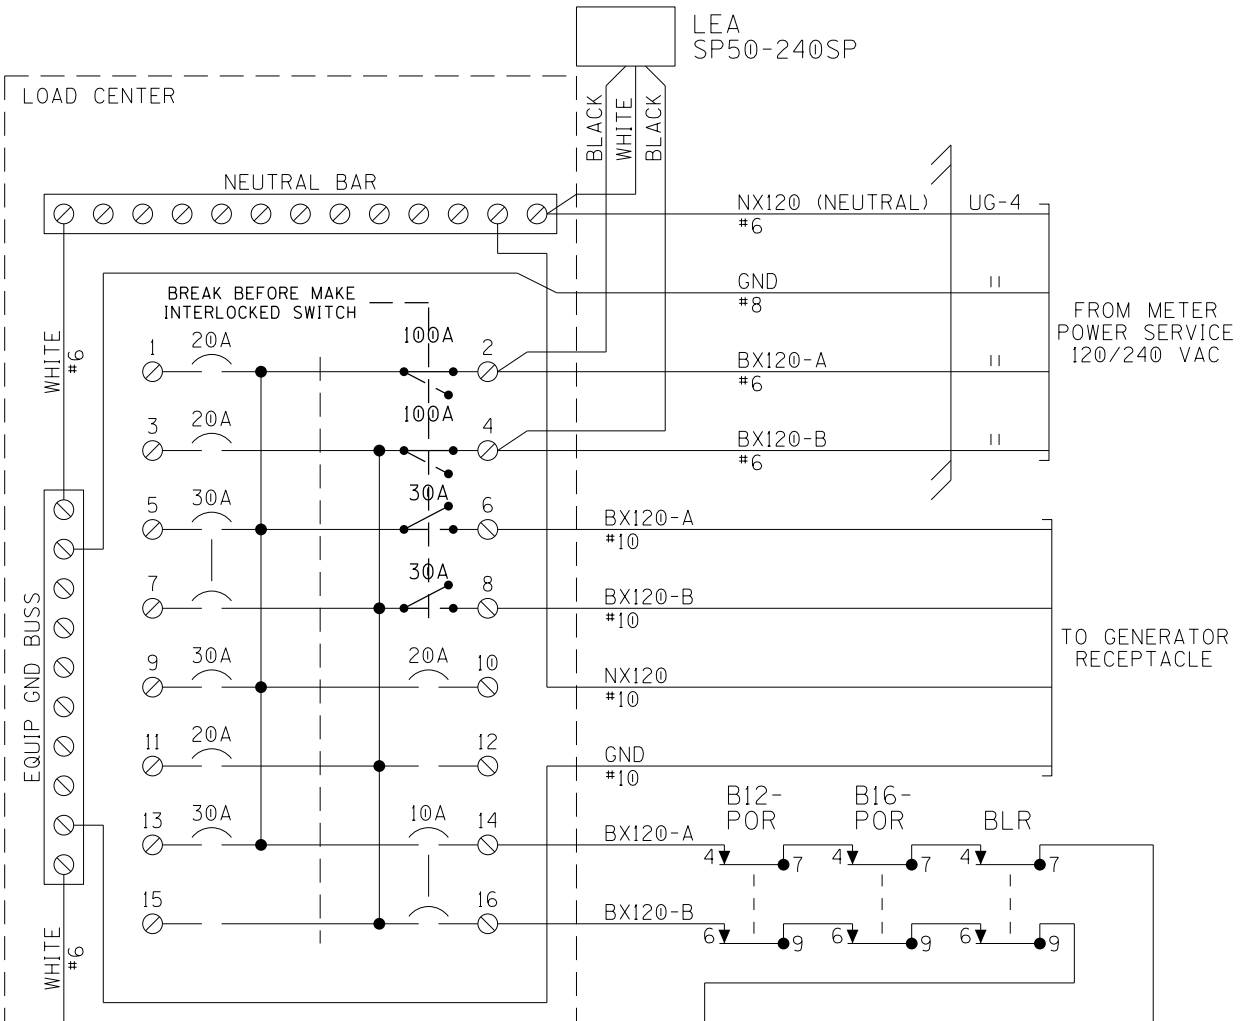 LEA
SP50-240SP
LOAD CENTER
BLACK
WHITE
BLACK
NEUTRAL BAR
NX120 (NEUTRAL)
#6
UG-4
GND
#8
"
BX120-A
#6
"
BX120-B
#6
"
FROM METER
POWER SERVICE
120/240 VAC
BREAK BEFORE MAKE
INTERLOCKED SWITCH
WHITE
#6
1
20A
100A
2
3
20A
100A
4
5
30A
30A
6
BX120-A
#10
7
30A
8
BX120-B
#10
9
30A
20A
10
NX120
#10
TO GENERATOR
RECEPTACLE
11
20A
12
GND
#10
EQUIP GND BUSS
13
30A
10A
14
BX120-A
B12-
POR
B16-
POR
BLR
4
7
4
7
4
7
15
16
BX120-B
6
9
6
9
6
9
WHITE
#6